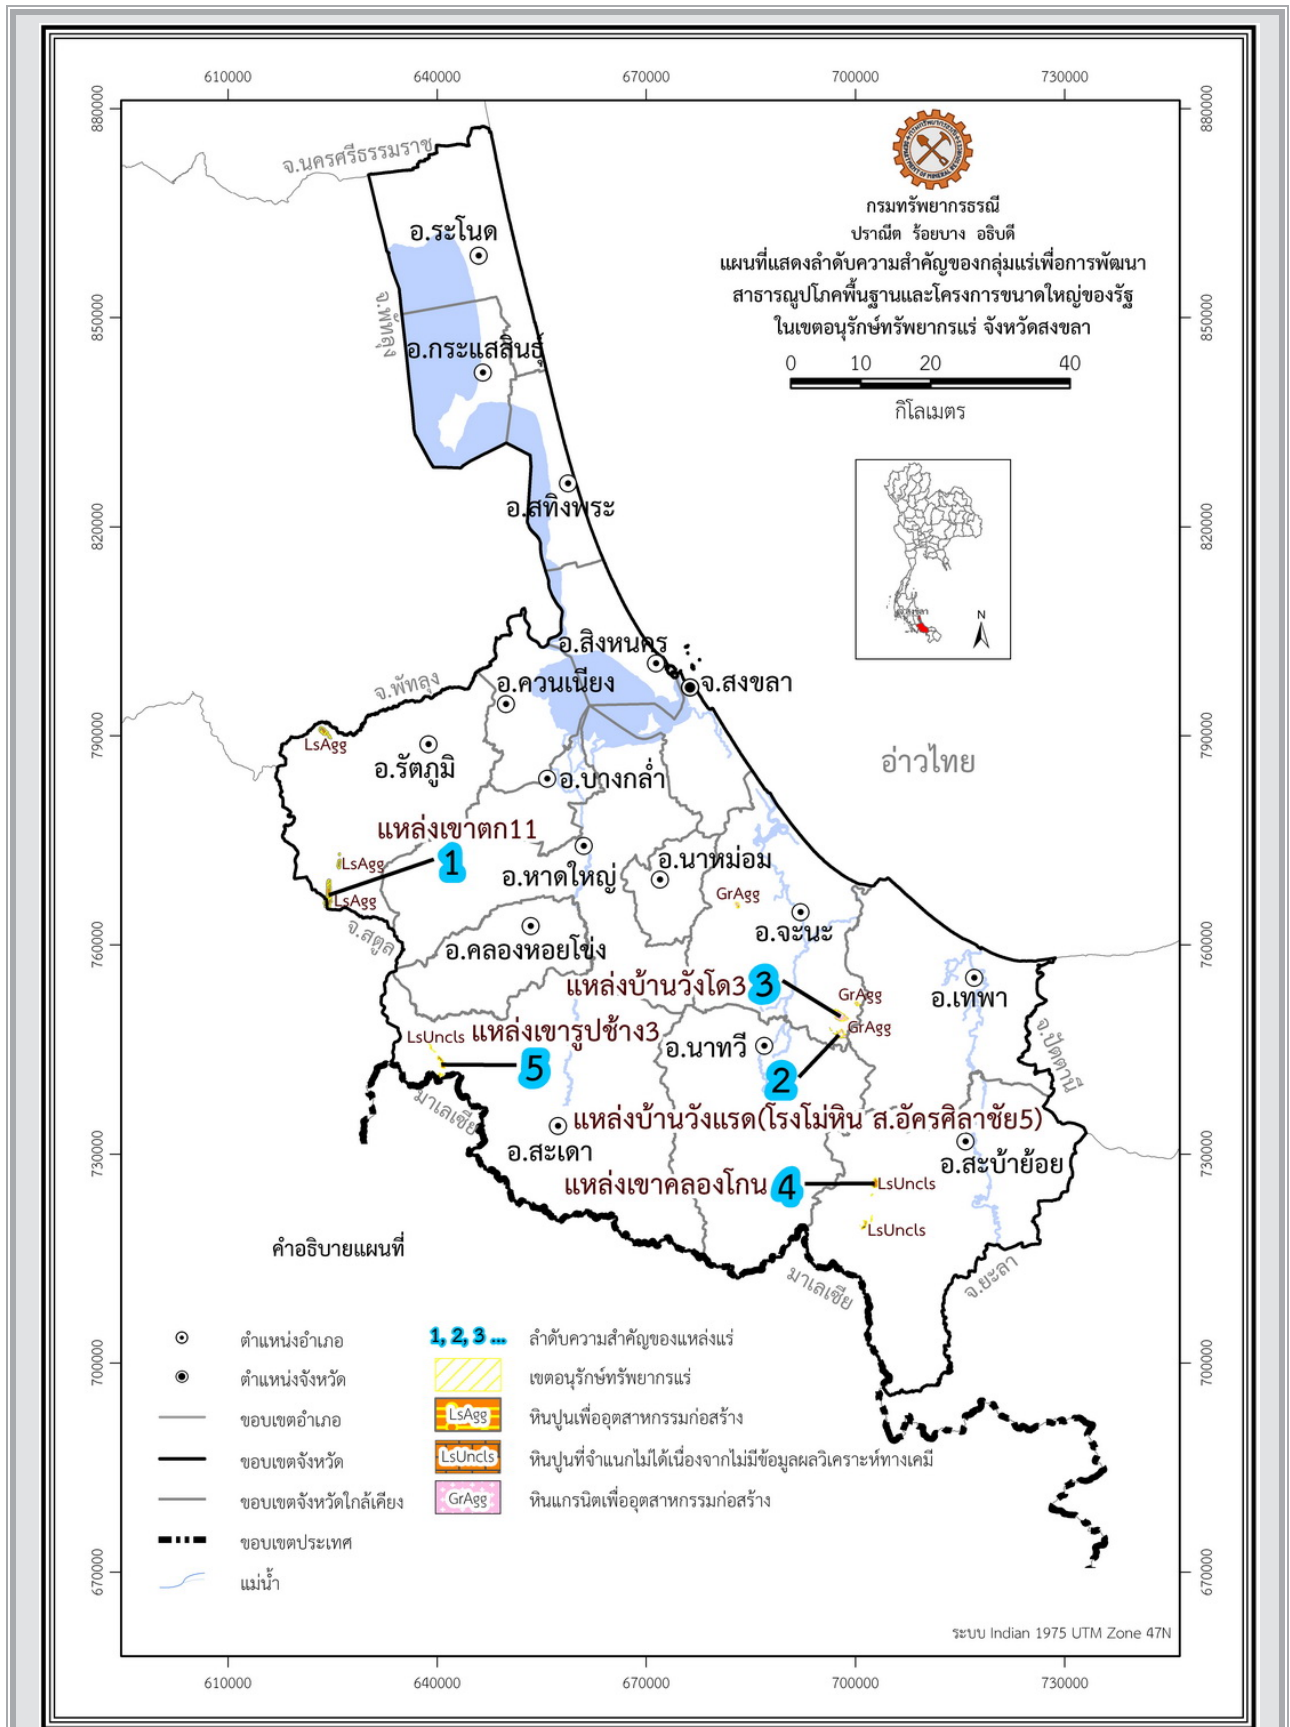 610000 640000 670000 700000 730000
880000 880000
จ.นครศรีธรรมราช
กรมทรัพยากรธรณี
DEPARTMENT OF MINERAL RESOURCES
กรมทรัพยากรธรณี
ปราณีต ร้อยบาง อธิบดี
แผนที่แสดงลำดับความสำคัญของกลุ่มแร่เพื่อการพัฒนา
สาธารณูปโภคพื้นฐานและโครงการขนาดใหญ่ของรัฐ
ในเขตอนุรักษ์ทรัพยากรแร่ จังหวัดสงขลา
0 10 20 40
กิโลเมตร
อ.ระโนด
850000 850000
จ.พัทลุง
อ.กระแสสินธุ์
อ.สทิงพระ
820000 820000
N
อ.สิงหนคร
จ.พัทลุง
อ.ควนเนียง
จ.สงขลา
790000 790000
LsAgg
อ.รัตภูมิ
อ.บางกล่ำ
อ่าวไทย
แหล่งเขาตก11
1
LsAgg
LsAgg
อ.หาดใหญ่
อ.นาหม่อม
GrAgg
อ.จะนะ
จ.สตูล
760000 760000
อ.คลองหอยโข่ง
แหล่งบ้านวังโด3
3
GrAgg
GrAgg
อ.เทพา
จ.ปัตตานี
LsUncls
แหล่งเขารูปช้าง3
5
อ.นาทวี
2
มาเลเซีย
แหล่งบ้านวังแรด(โรงโม่หิน ส.อัครศิลาชัย5)
730000 730000
อ.สะเดา
อ.สะบ้าย้อย
แหล่งเขาคลองโกน
4
LsUncls
LsUncls
มาเลเซีย
จ.ยะลา
คำอธิบายแผนที่
ตำแหน่งอำเภอ
ตำแหน่งจังหวัด
ขอบเขตอำเภอ
ขอบเขตจังหวัด
ขอบเขตจังหวัดใกล้เคียง
ขอบเขตประเทศ
แม่น้ำ
1, 2, 3 ... ลำดับความสำคัญของแหล่งแร่
เขตอนุรักษ์ทรัพยากรแร่
LsAgg หินปูนเพื่ออุตสาหกรรมก่อสร้าง
LsUncls หินปูนที่จำแนกไม่ได้เนื่องจากไม่มีข้อมูลผลวิเคราะห์ทางเคมี
GrAgg หินแกรนิตเพื่ออุตสาหกรรมก่อสร้าง
700000 700000
670000 670000
ระบบ Indian 1975 UTM Zone 47N
610000 640000 670000 700000 730000